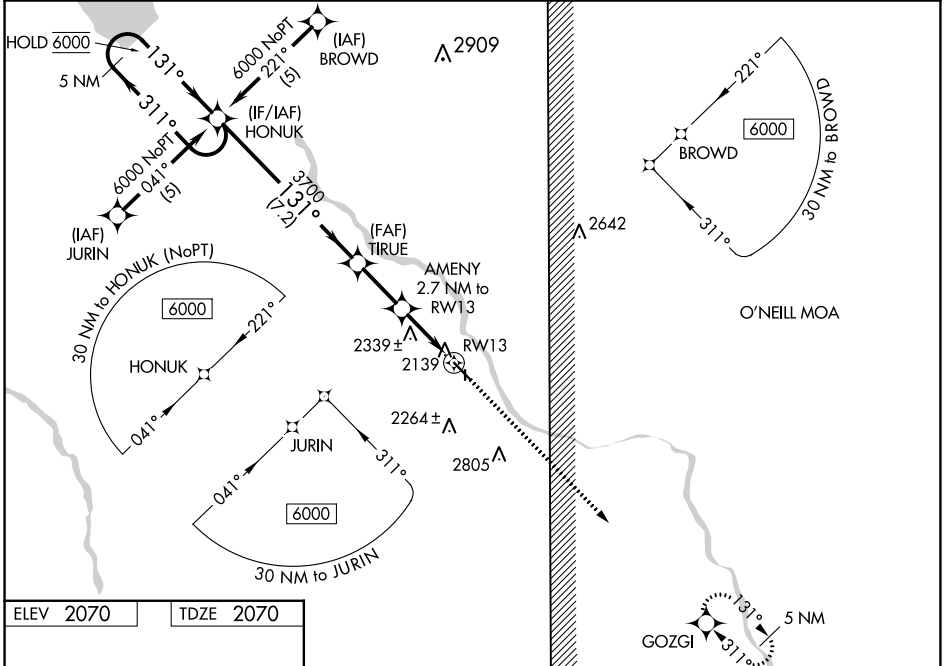 HOLD 6000
5 NM
131°
311°
6000 NoPT
221°
(5)
(IAF)
BROWD
2909
(IF/IAF)
HONUK
6000 NoPT
041°
(5)
(IAF)
JURIN
3700
131°
(7.2)
(FAF)
TIRUE
AMENY
2.7 NM to
RW13
2339 ±
2139
RW13
2264 ±
2805
2642
221°
6000
BROWD
311°
30 NM to BROWD
O'NEILL MOA
30 NM to HONUK (NoPT)
6000
221°
HONUK
041°
JURIN
041°
311°
6000
30 NM to JURIN
ELEV 2070
TDZE 2070
131°
5 NM
GOZGI
311°